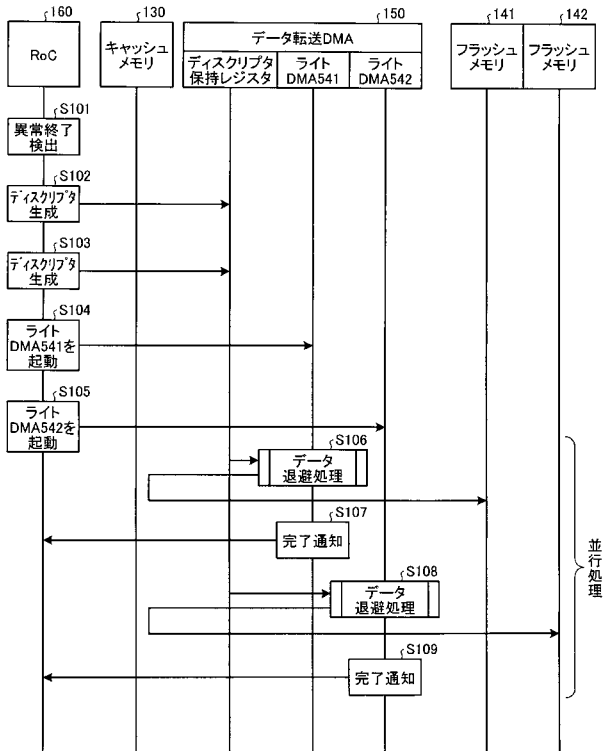 160
130
150
141
142
RoC
キャッシュ
メモリ
データ転送DMA
ディスクリプタ
保持レジスタ
ライト
DMA541
ライト
DMA542
フラッシュ
メモリ
フラッシュ
メモリ
S101
異常終了
検出
S102
ディスクリプタ
生成
S103
ディスクリプタ
生成
S104
ライト
DMA541を
起動
S105
ライト
DMA542を
起動
S106
データ
退避処理
S107
完了通知
S108
データ
退避処理
S109
完了通知
並行処理